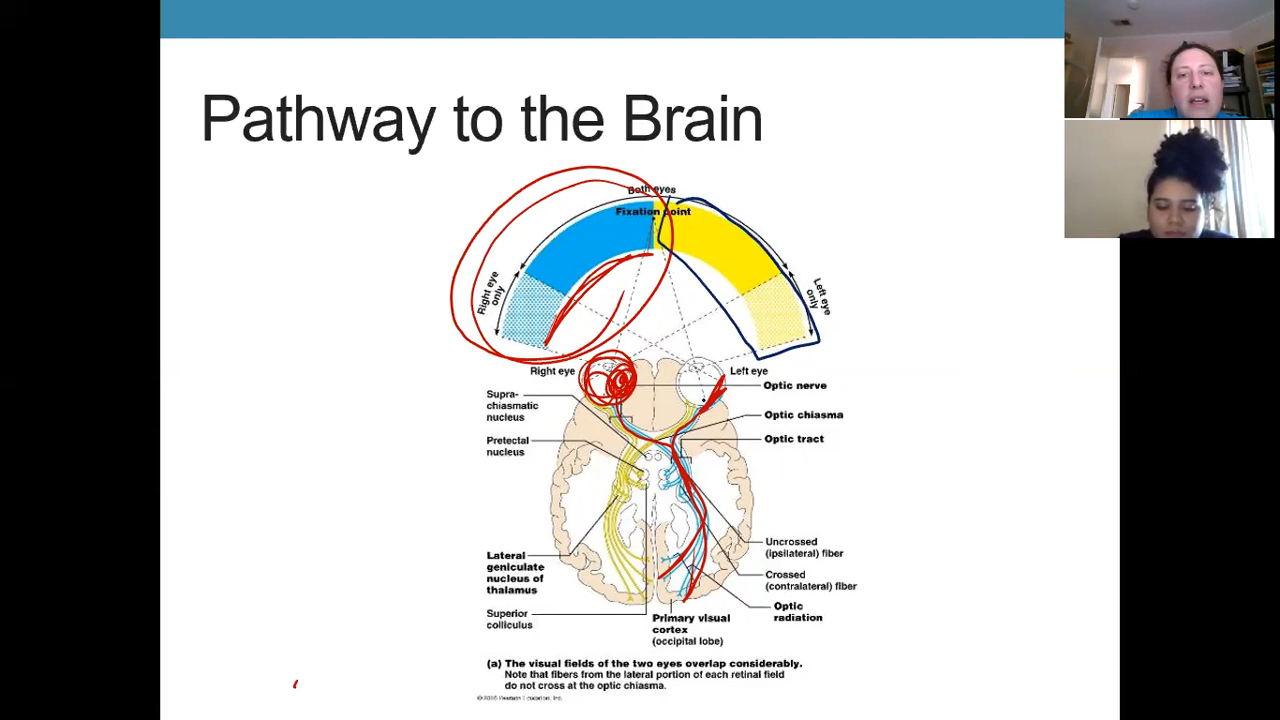 Pathway to the Brain
Both eyes
Fixation point
Right eye
only
Left eye
only
Right eye
Left eye
Supra-
chiasmatic
nucleus
Pretectal
nucleus
Lateral
geniculate
nucleus of
thalamus
Superior
colliculus
Optic nerve
Optic chiasma
Optic tract
Uncrossed
(ipsilateral) fiber
Crossed
(contralateral) fiber
Optic
radiation
Primary visual
cortex
(occipital lobe)
(a) The visual fields of the two eyes overlap considerably.
Note that fibers from the lateral portion of each retinal field
do not cross at the optic chiasma.
© 2016 Pearson Education, Inc.